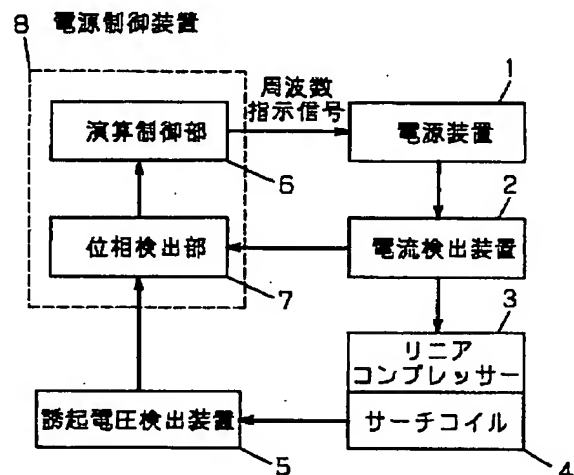 8 電源制御装置
周波数
指示信号
1
演算制御部
電源装置
6
2
位相検出部
電流検出装置
7
3
リニア
コンプレッサー
誘起電圧検出装置
サーチコイル
5
4